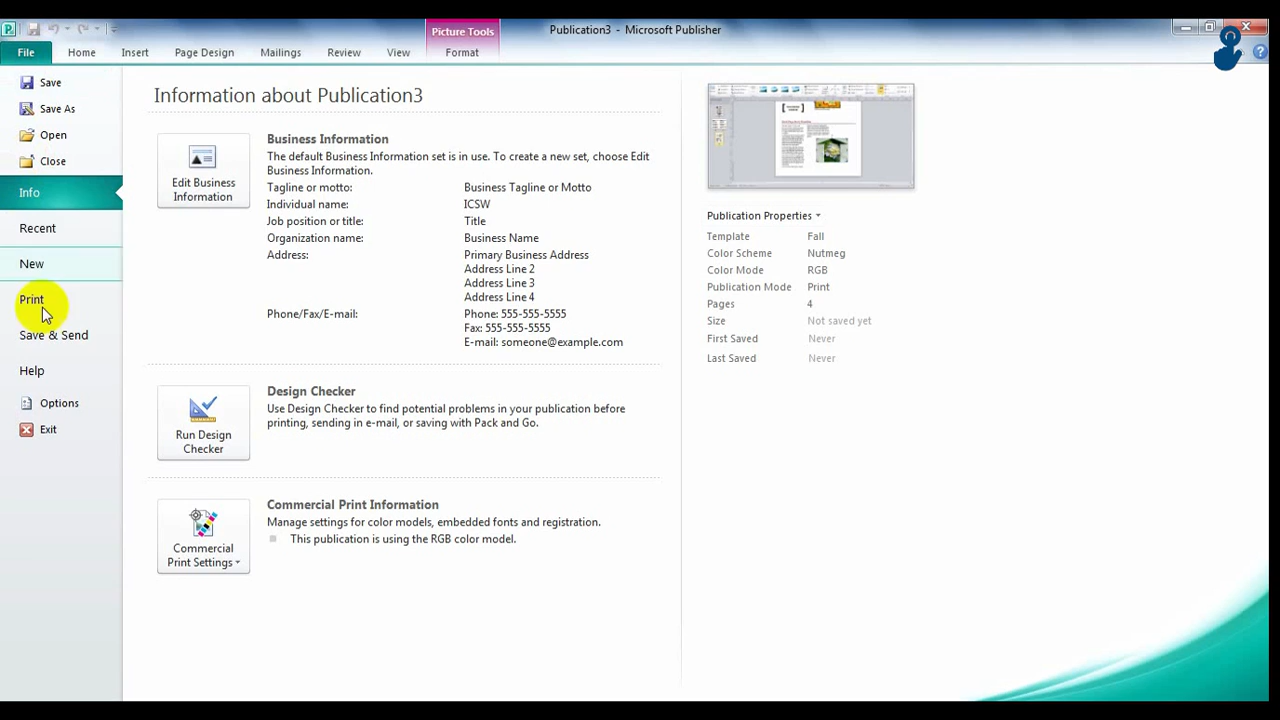 Picture Tools
Publication3 - Microsoft Publisher
File Home Insert Page Design Mailings Review View Format
Save
Save As
Open
Close
Info
Recent
New
Print
Save & Send
Help
Options
Exit
Information about Publication3
Edit Business
Information
Business Information
The default Business Information set is in use. To create a new set, choose Edit
Business Information.
Tagline or motto: Business Tagline or Motto
Individual name: ICSW
Job position or title: Title
Organization name: Business Name
Address: Primary Business Address
Address Line 2
Address Line 3
Address Line 4
Phone/Fax/E-mail: Phone: 555-555-5555
Fax: 555-555-5555
E-mail: someone@example.com
Run Design
Checker
Design Checker
Use Design Checker to find potential problems in your publication before
printing, sending in e-mail, or saving with Pack and Go.
Commercial
Print Settings
Commercial Print Information
Manage settings for color models, embedded fonts and registration.
This publication is using the RGB color model.
Publication Properties
Template Fall
Color Scheme Nutmeg
Color Mode RGB
Publication Mode Print
Pages 4
Size Not saved yet
First Saved Never
Last Saved Never